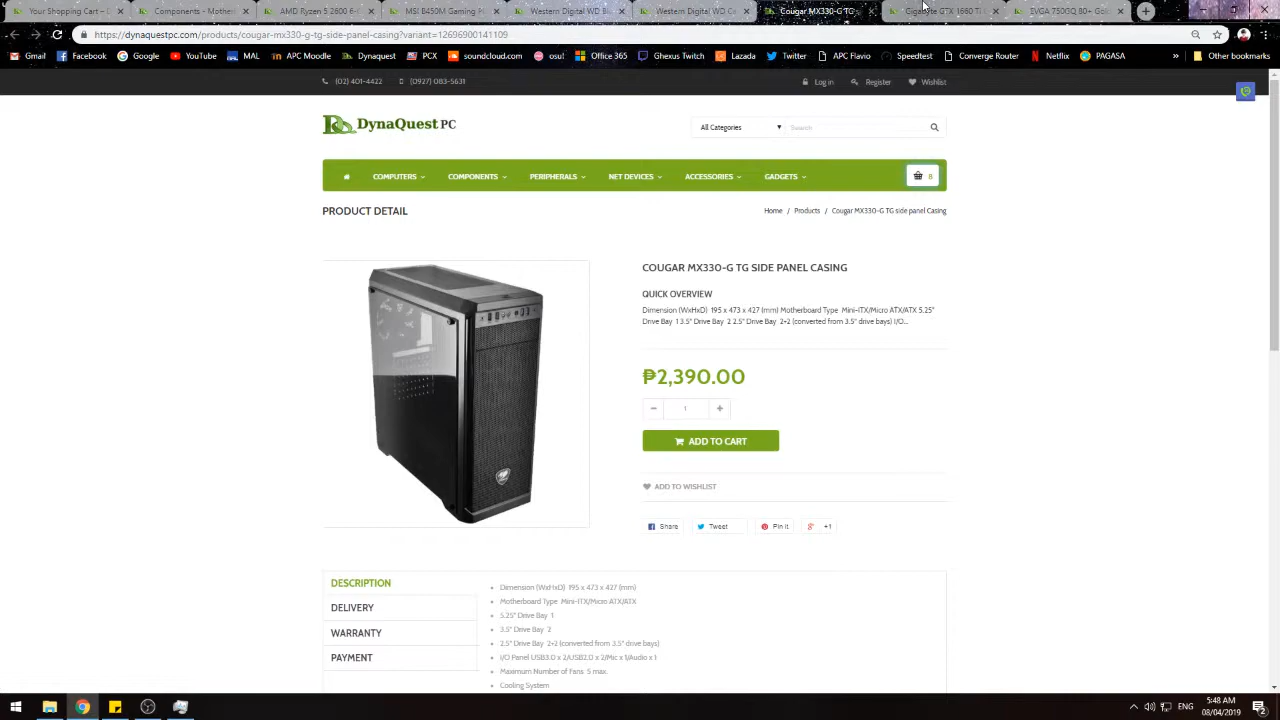 Your Shopping Cart – Dyna
Components - Mother
AMD Ryzen 5 2600 6
MSI B450M Gaming
Western Digital WD Bl
Western Digital WD G
Cougar MX330-G TG
Gigabyte GTX 1660 Ti
EVGA 750GQ 80+ Gol
https://dynaquestpc.com/products/cougar-mx330-g-tg-side-panel-casing?variant=12696900141109
Gmail Facebook Google YouTube MAL APC Moodle DynaQuest PCX soundcloud.com osu! Office 365 Ghexus Twitch Lazada Twitter APC Flavio Speedtest Converge Router Netflix PAGASA » Other bookmarks
(02) 401-4422 (0927) 083-5631 Log in Register Wishlist
DynaQuest PC All Categories Search
COMPUTERS COMPONENTS PERIPHERALS NET DEVICES ACCESSORIES GADGETS 8
PRODUCT DETAIL Home / Products / Cougar MX330-G TG side panel Casing
COUGAR MX330-G TG SIDE PANEL CASING
QUICK OVERVIEW
Dimension (WxHxD) 195 x 473 x 427 (mm) Motherboard Type Mini-ITX/Micro ATX/ATX 5.25"
Drive Bay 1 3.5" Drive Bay 2 2.5" Drive Bay 2+2 (converted from 3.5" drive bays) I/O...
₱2,390.00
− 1 +
ADD TO CART
ADD TO WISHLIST
Share Tweet Pin it +1
DESCRIPTION
DELIVERY
WARRANTY
PAYMENT
• Dimension (WxHxD) 195 x 473 x 427 (mm)
• Motherboard Type Mini-ITX/Micro ATX/ATX
• 5.25" Drive Bay 1
• 3.5" Drive Bay 2
• 2.5" Drive Bay 2+2 (converted from 3.5" drive bays)
• I/O Panel USB3.0 x 2/USB2.0 x 2/Mic x 1/Audio x 1
• Maximum Number of Fans 5 max.
• Cooling System
ENG
5:48 AM
08/04/2019
2